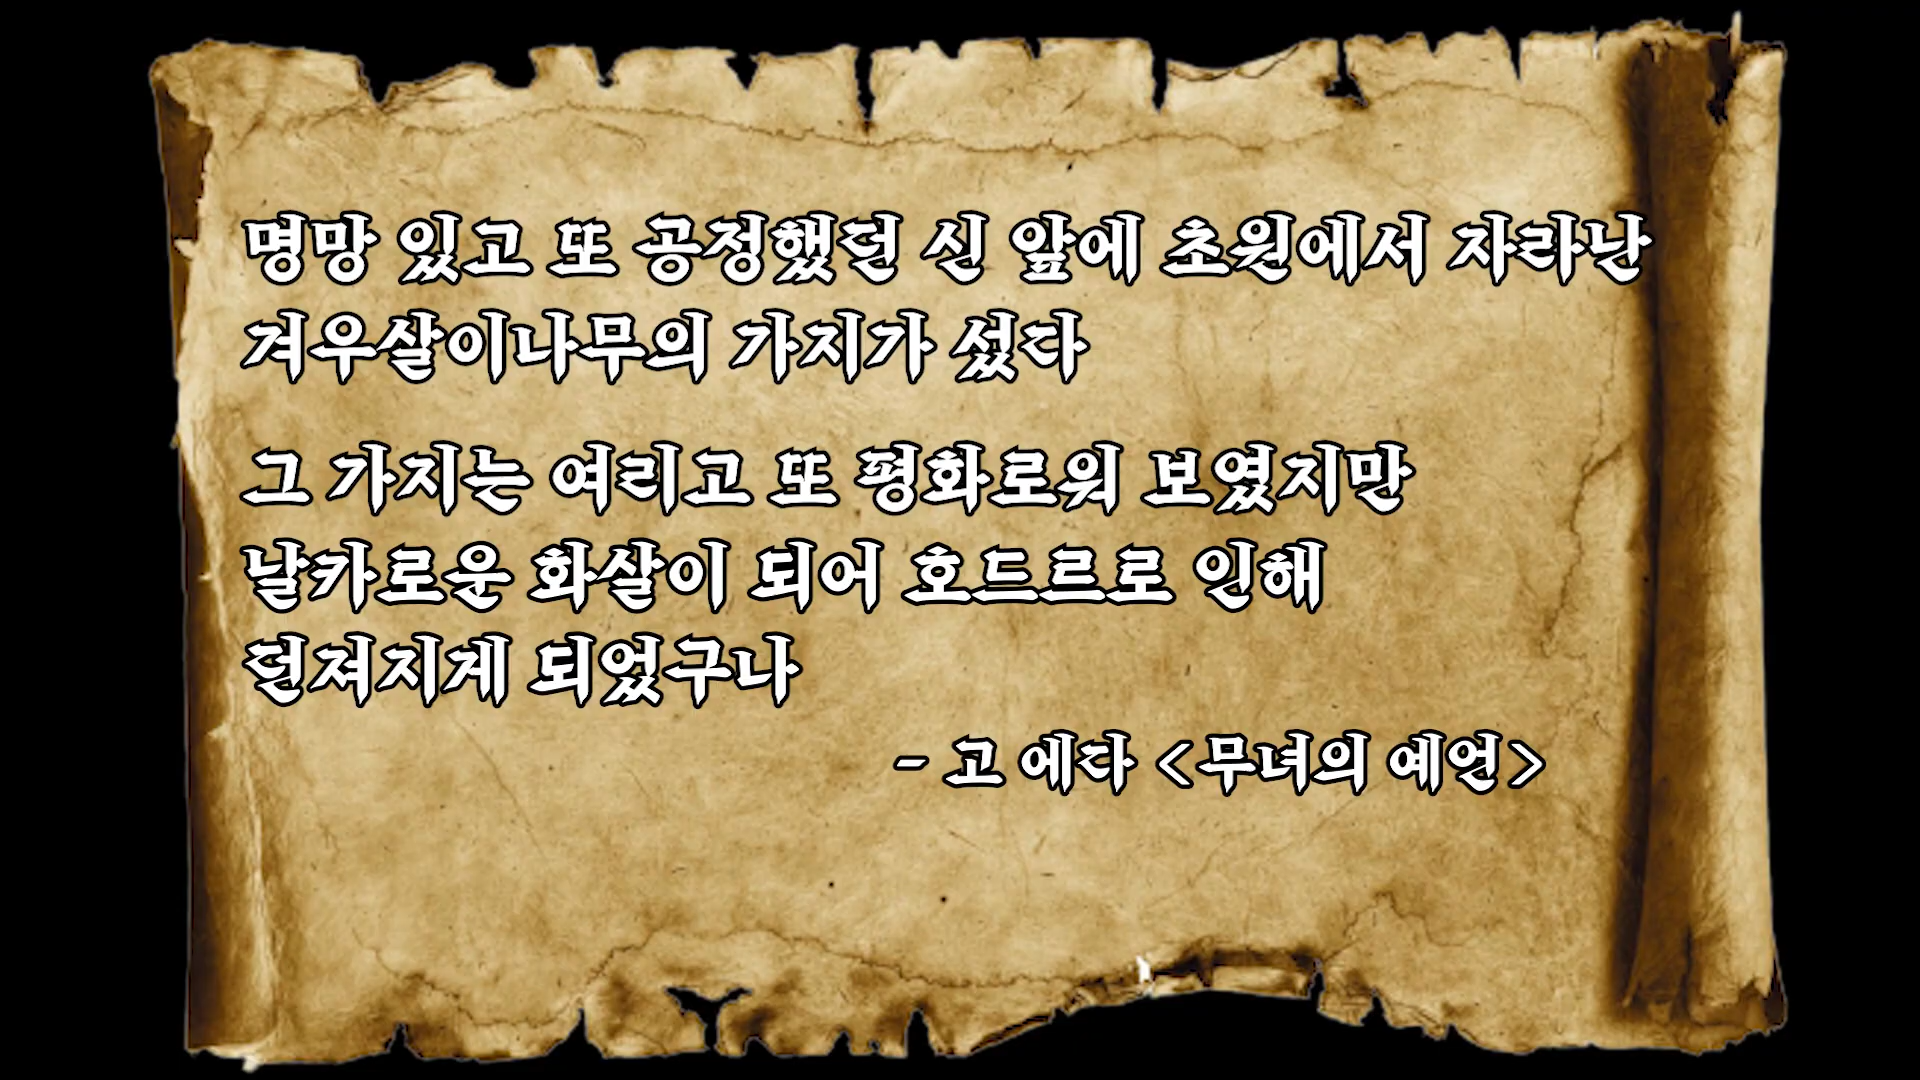 명망 있고 또 공정했던 신 앞에 초원에서 자라난
겨우살이나무의 가지가 섰다
그 가지는 여리고 또 평화로워 보였지만
날카로운 화살이 되어 호드르로 인해
던져지게 되었구나
- 고 에다 <무녀의 예언>